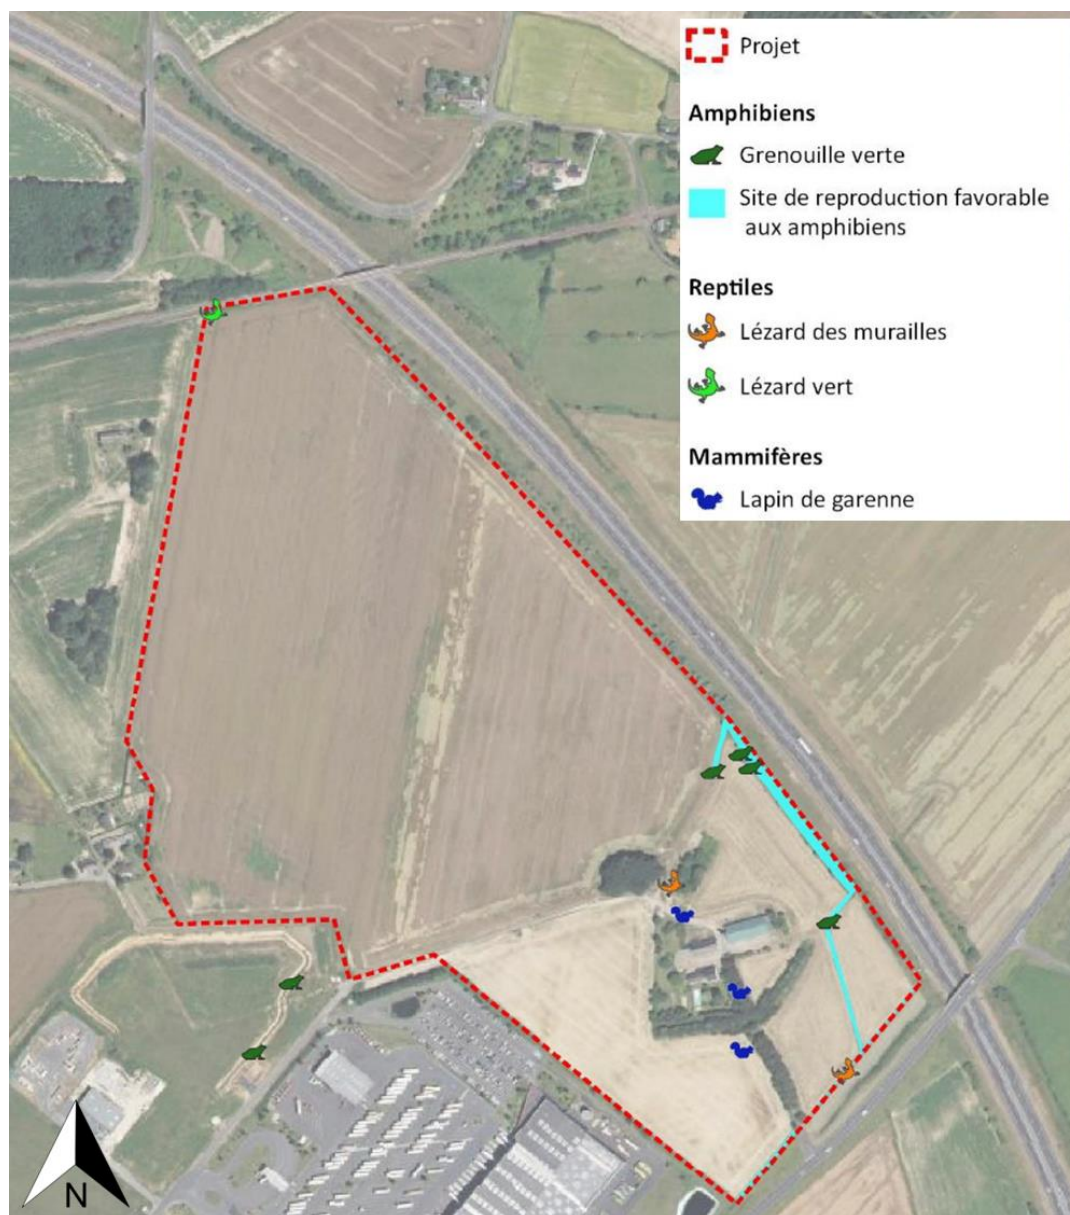 Projet
Amphibiens
Grenouille verte
Site de reproduction favorable
aux amphibiens
Reptiles
Lézard des murailles
Lézard vert
Mammifères
Lapin de garenne
N